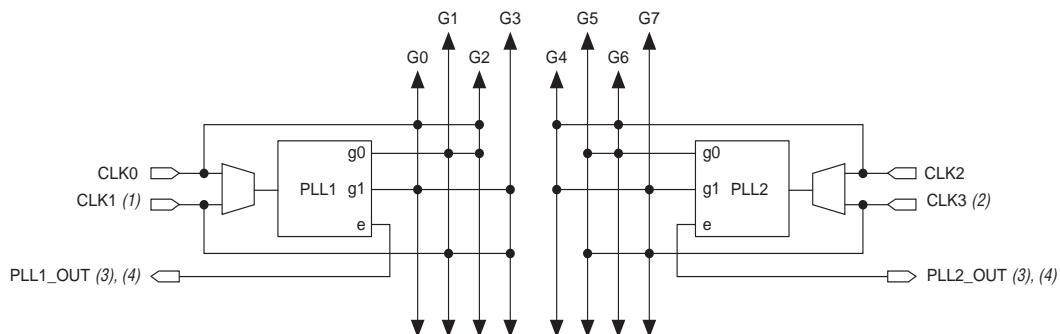 G1 G3 G5 G7
G0 G2 G4 G6
g0 g0
CLK0 CLK2
PLL1 g1 g1 PLL2
CLK1 (1) CLK3 (2)
e e
PLL1_OUT (3), (4) PLL2_OUT (3), (4)